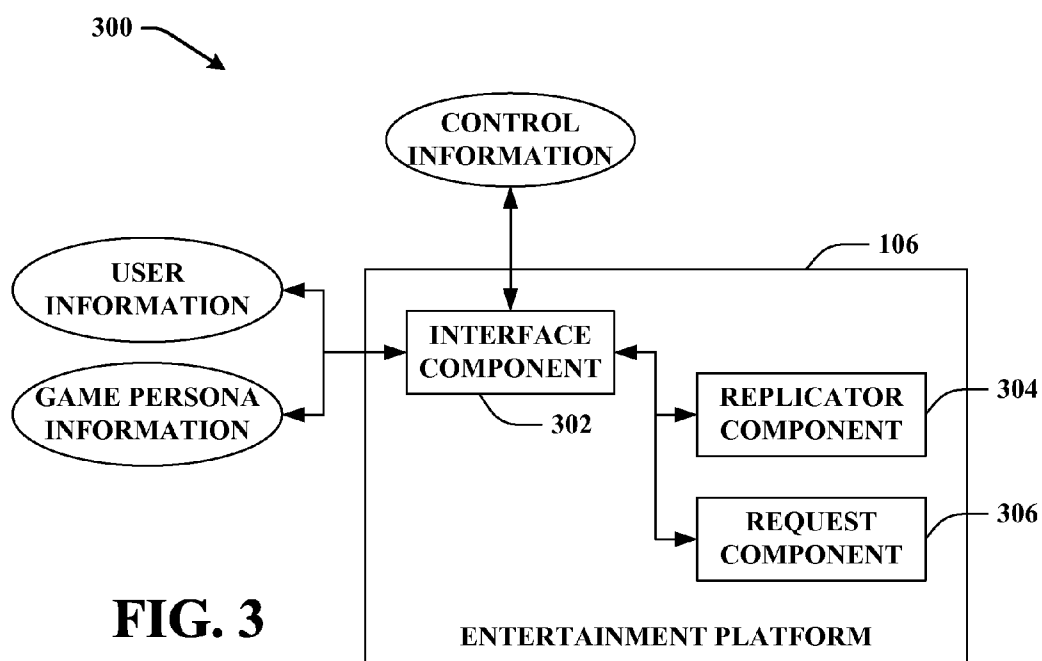 300
CONTROL
INFORMATION
106
USER
INFORMATION
INTERFACE
COMPONENT
GAME PERSONA
INFORMATION
302
REPLICATOR
COMPONENT
304
REQUEST
COMPONENT
306
FIG. 3
ENTERTAINMENT PLATFORM